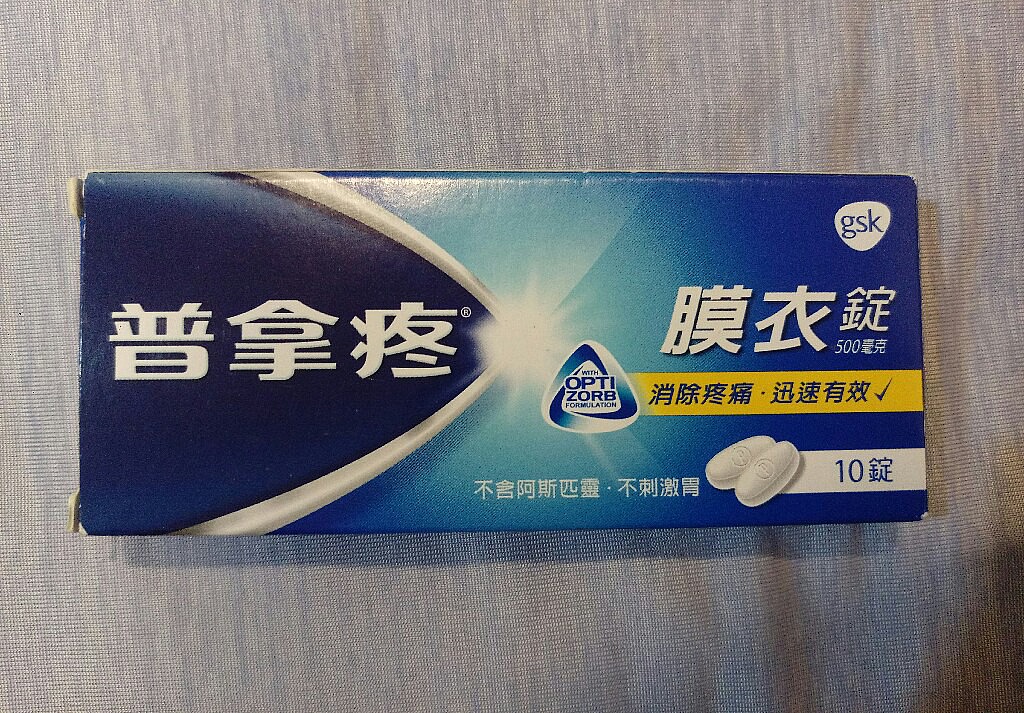 gsk
普拿疼®
膜衣錠
500毫克
WITH
OPTI
ZORB
FORMULATION
消除疼痛·迅速有效✓
不含阿斯匹靈·不刺激胃
10錠